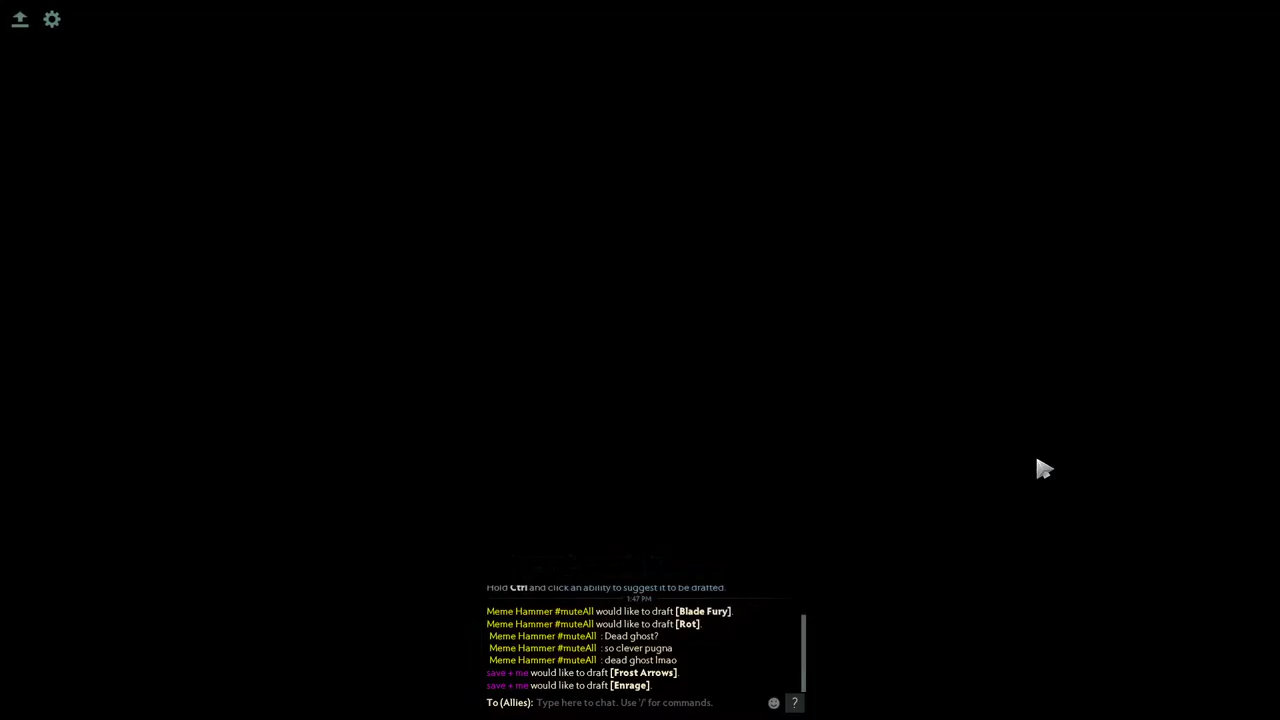 Hold Ctrl and click an ability to suggest it to be drafted.
1:47 PM
Meme Hammer #muteAll would like to draft [Blade Fury].
Meme Hammer #muteAll would like to draft [Rot].
Meme Hammer #muteAll : Dead ghost?
Meme Hammer #muteAll : so clever pugna
Meme Hammer #muteAll : dead ghost lmao
save + me would like to draft [Frost Arrows].
save + me would like to draft [Enrage].
To (Allies): Type here to chat. Use '/' for commands.
?